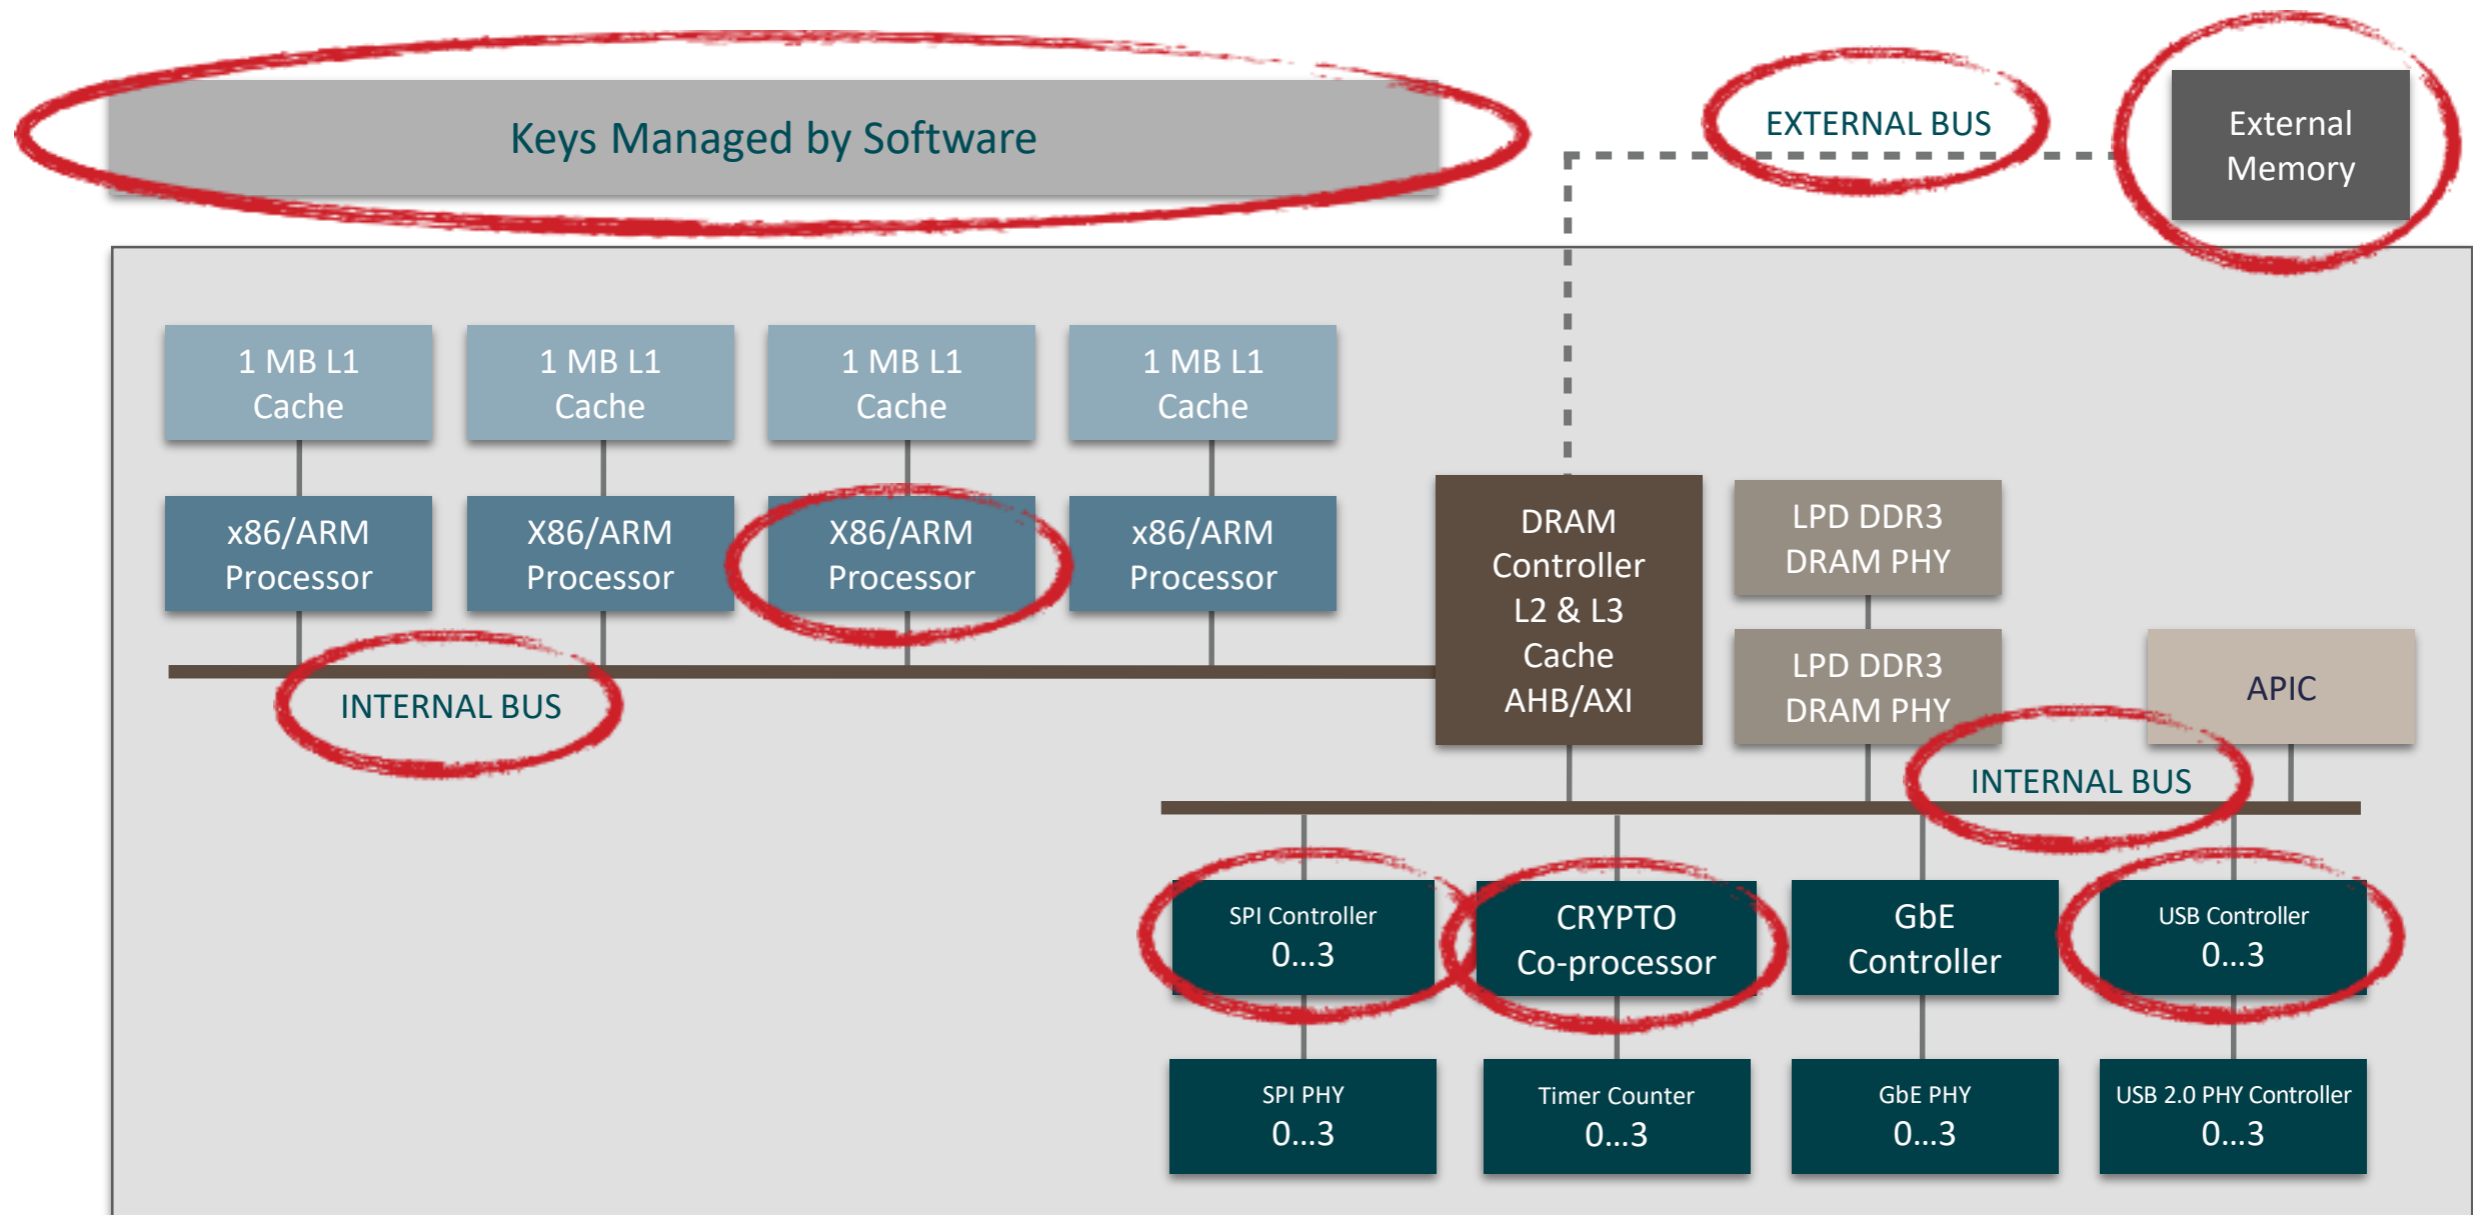 Keys Managed by Software
EXTERNAL BUS
External
Memory
1 MB L1
Cache
1 MB L1
Cache
1 MB L1
Cache
1 MB L1
Cache
x86/ARM
Processor
X86/ARM
Processor
X86/ARM
Processor
x86/ARM
Processor
DRAM
Controller
L2 & L3
Cache
AHB/AXI
LPD DDR3
DRAM PHY
LPD DDR3
DRAM PHY
APIC
INTERNAL BUS
INTERNAL BUS
SPI Controller
0...3
CRYPTO
Co-processor
GbE
Controller
USB Controller
0...3
SPI PHY
0...3
Timer Counter
0...3
GbE PHY
0...3
USB 2.0 PHY Controller
0...3